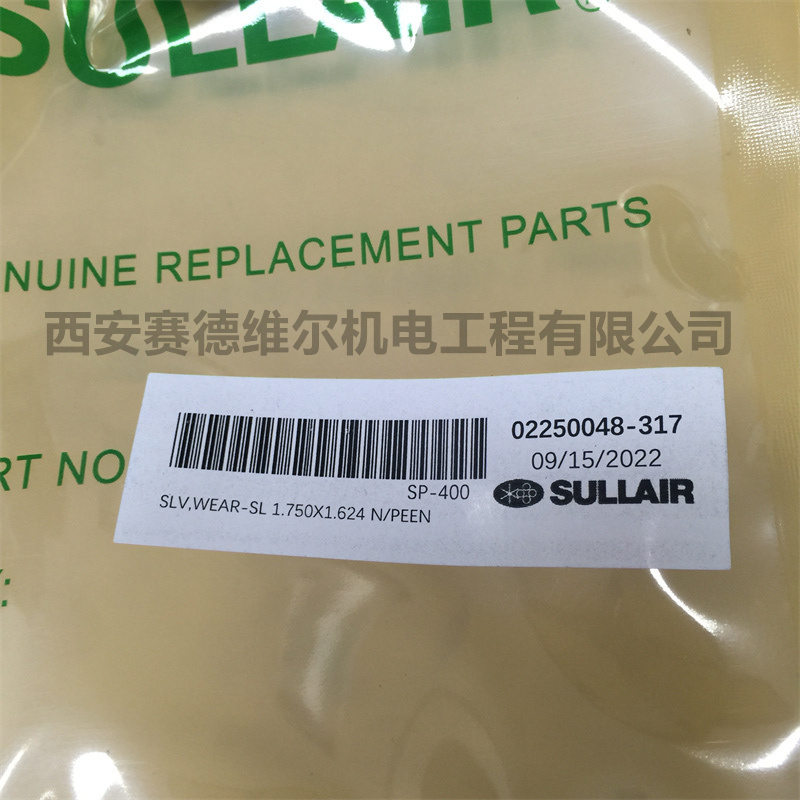 SULLAIR®
NUINE REPLACEMENT PARTS
西安赛德维尔机电工程有限公司
02250048-317
RT NO
09/15/2022
SP-400
SULLAIR
SLV,WEAR-SL 1.750X1.624 N/PEEN